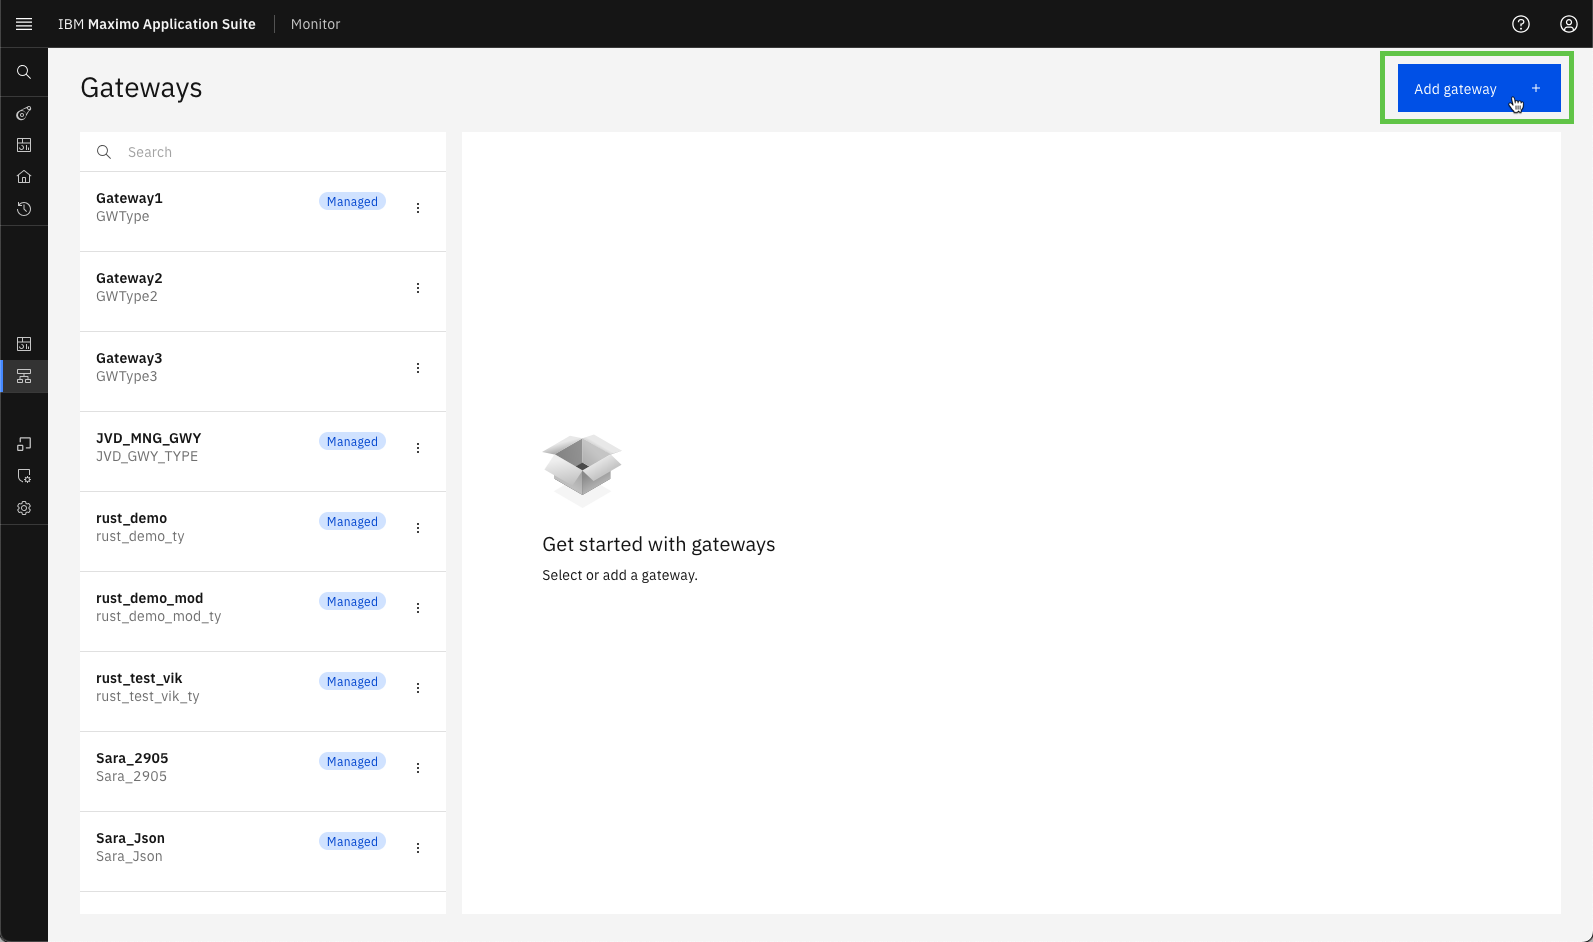 IBM Maximo Application Suite Monitor
Gateways
Add gateway +
Search
Gateway1 Managed
GWType
Gateway2
GWType2
Gateway3
GWType3
JVD_MNG_GWY Managed
JVD_GWY_TYPE
rust_demo Managed
rust_demo_ty
rust_demo_mod Managed
rust_demo_mod_ty
rust_test_vik Managed
rust_test_vik_ty
Sara_2905 Managed
Sara_2905
Sara_Json Managed
Sara_Json
Get started with gateways
Select or add a gateway.